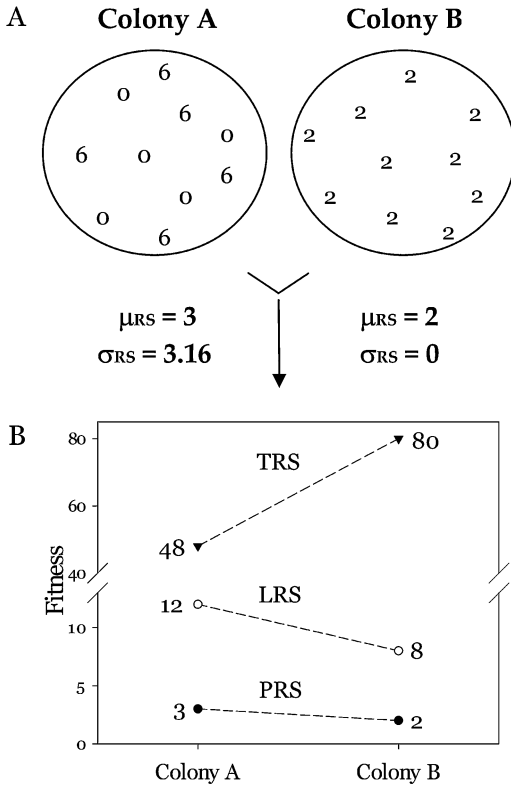 A
Colony A Colony B
6
0
6
0
6 0
6
0
0
6
2
2 2
2
2 2
2 2
2
2
μRS = 3 μRS = 2
σRS = 3.16 σRS = 0
B
80
60
40
10
5
0
Fitness
TRS
48
80
LRS
12
8
PRS
3
2
Colony A Colony B